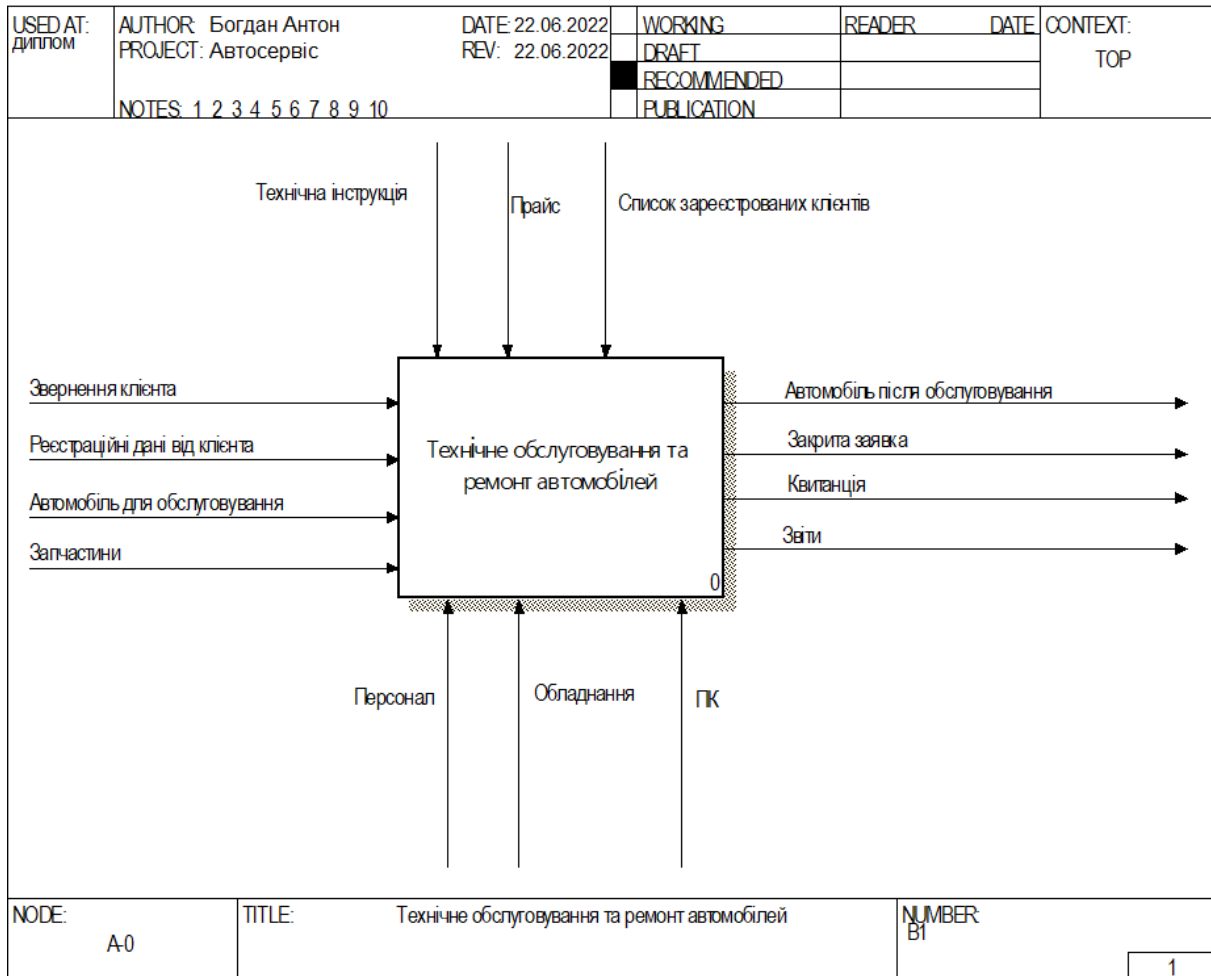 USED AT:
диплом
AUTHOR: Богдан Антон
DATE: 22.06.2022
PROJECT: Автосервіс
REV: 22.06.2022
NOTES: 1 2 3 4 5 6 7 8 9 10
WORKING
DRAFT
RECOMMENDED
PUBLICATION
READER
DATE
CONTEXT:
TOP
Технічна інструкція
Прайс
Список зареєстрованих клієнтів
Звернення клієнта
Реєстраційні дані від клієнта
Автомобіль для обслуговування
Запчастини
Технічне обслуговування та
ремонт автомобілей
0
Автомобіль після обслуговування
Закрита заявка
Квитанція
Звіти
Персонал
Обладнання
ПК
NODE:
A-0
TITLE:
Технічне обслуговування та ремонт автомобілей
NUMBER:
B1
1